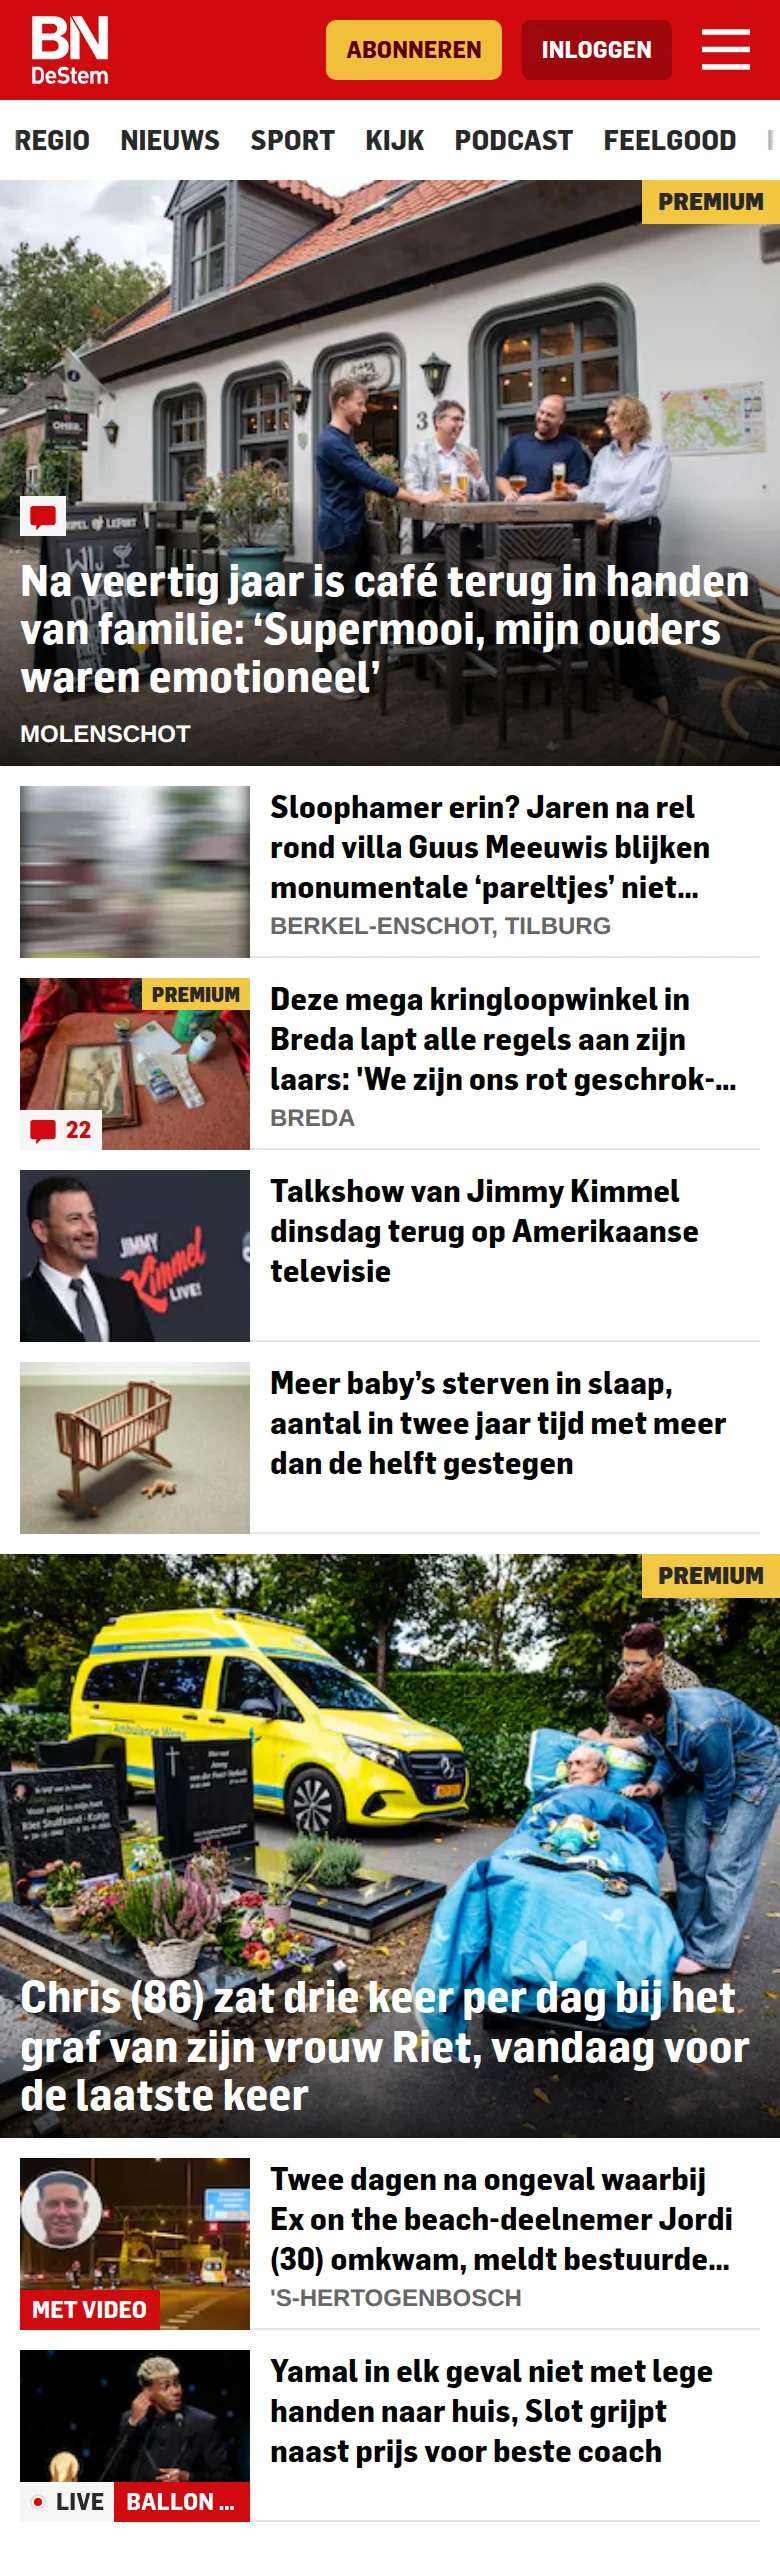 BN
DeStem
ABONNEREN
INLOGGEN
REGIO NIEUWS SPORT KIJK PODCAST FEELGOOD
PREMIUM
WIJ
OPEN
Na veertig jaar is café terug in handen
van familie: ‘Supermooi, mijn ouders
waren emotioneel’
MOLENSCHOT
Sloophamer erin? Jaren na rel
rond villa Guus Meeuwis blijken
monumentale ‘pareltjes’ niet...
BERKEL-ENSCHOT, TILBURG
PREMIUM
22
Deze mega kringloopwinkel in
Breda lapt alle regels aan zijn
laars: 'We zijn ons rot geschrok-...
BREDA
JIMMY
Kimmel
LIVE!
Talkshow van Jimmy Kimmel
dinsdag terug op Amerikaanse
televisie
Meer baby’s sterven in slaap,
aantal in twee jaar tijd met meer
dan de helft gestegen
PREMIUM
Chris (86) zat drie keer per dag bij het
graf van zijn vrouw Riet, vandaag voor
de laatste keer
MET VIDEO
Twee dagen na ongeval waarbij
Ex on the beach-deelnemer Jordi
(30) omkwam, meldt bestuurde...
'S-HERTOGENBOSCH
LIVE
BALLON ...
Yamal in elk geval niet met lege
handen naar huis, Slot grijpt
naast prijs voor beste coach